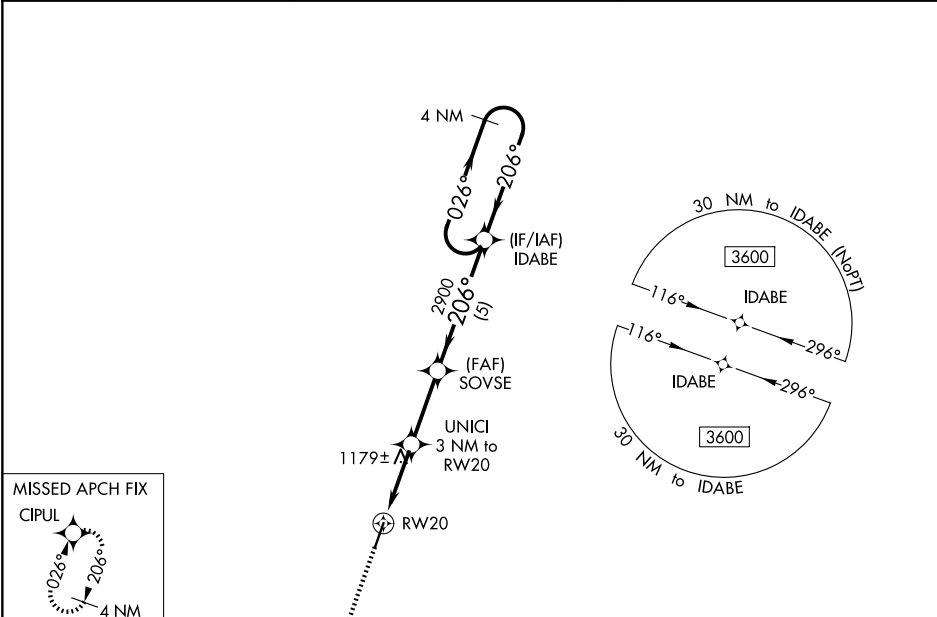 4 NM
026°
206°
(IF/IAF)
IDABE
2900
206°
(5)
(FAF)
SOVSE
UNICI
3 NM to
RW20
1179±
RW20
30 NM to IDABE (NoPT)
3600
116°
IDABE
296°
116°
IDABE
296°
3600
30 NM to IDABE
MISSED APCH FIX
CIPUL
026°
206°
4 NM